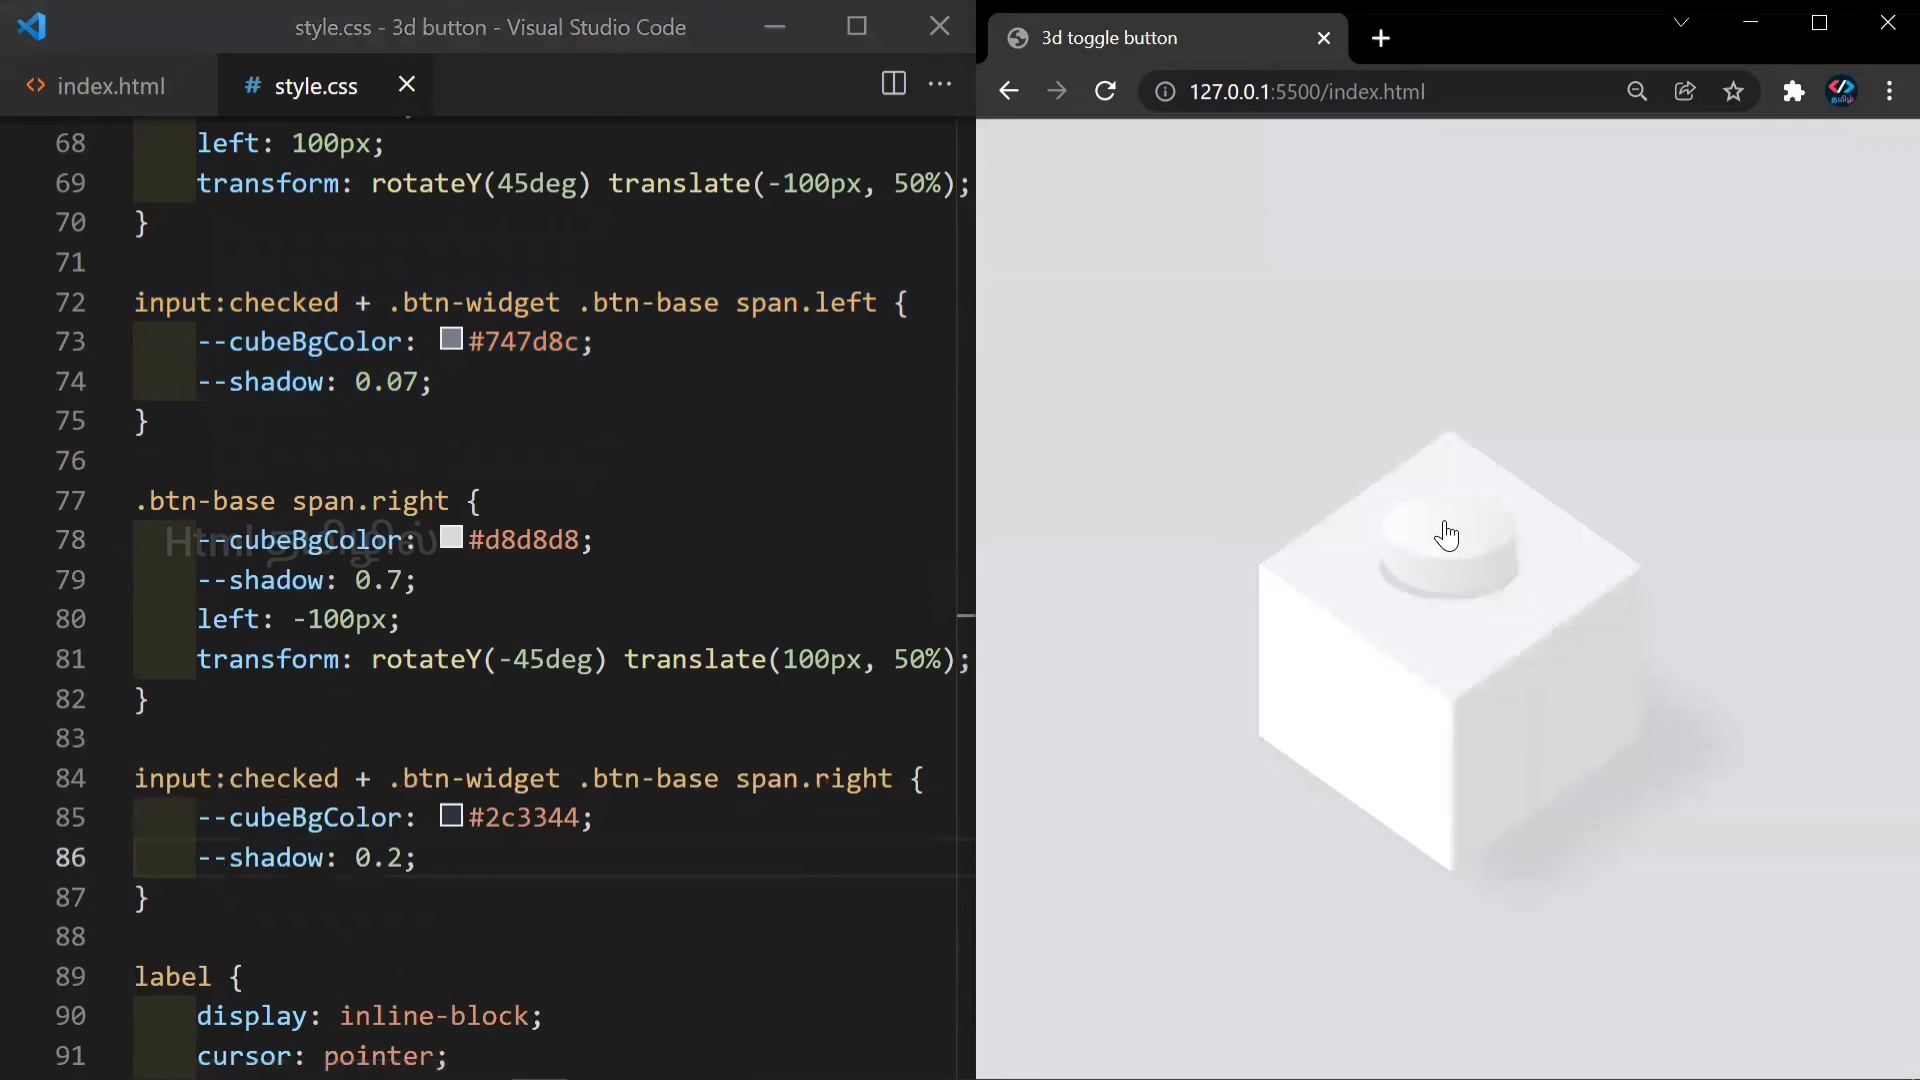 style.css - 3d button - Visual Studio Code
index.html
# style.css
68 left: 100px;
69 transform: rotateY(45deg) translate(-100px, 50%);
70 }
71
72 input:checked + .btn-widget .btn-base span.left {
73 --cubeBgColor: #747d8c;
74 --shadow: 0.07;
75 }
76
77 .btn-base span.right {
78 --cubeBgColor: #d8d8d8;
Html தமிழில்
79 --shadow: 0.7;
80 left: -100px;
81 transform: rotateY(-45deg) translate(100px, 50%);
82 }
83
84 input:checked + .btn-widget .btn-base span.right {
85 --cubeBgColor: #2c3344;
86 --shadow: 0.2;
87 }
88
89 label {
90 display: inline-block;
91 cursor: pointer;
3d toggle button
127.0.0.1:5500/index.html
தமிழ்